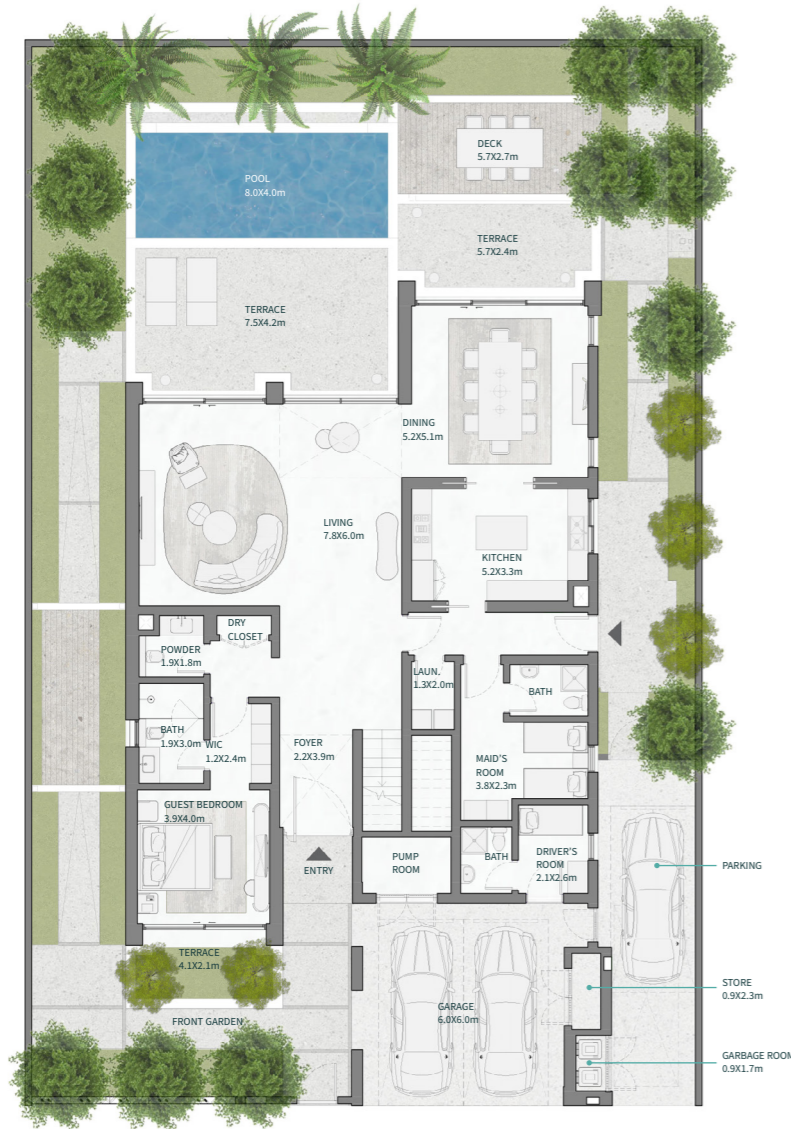 DECK
5.7X2.7m
POOL
8.0X4.0m
TERRACE
5.7X2.4m
TERRACE
7.5X4.2m
DINING
5.2X5.1m
LIVING
7.8X6.0m
KITCHEN
5.2X3.3m
DRY
CLOSET
POWDER
1.9X1.8m
LAUN.
1.3X2.0m
BATH
BATH
1.9X3.0m
WIC
1.2X2.4m
FOYER
2.2X3.9m
MAID'S
ROOM
3.8X2.3m
GUEST BEDROOM
3.9X4.0m
ENTRY
PUMP
ROOM
BATH
DRIVER'S
ROOM
2.1X2.6m
PARKING
TERRACE
4.1X2.1m
STORE
0.9X2.3m
GARAGE
6.0X6.0m
FRONT GARDEN
GARBAGE ROOM
0.9X1.7m